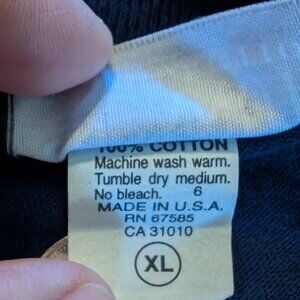 100% COTTON
Machine wash warm.
Tumble dry medium.
No bleach. 6
MADE IN U.S.A.
RN 67585
CA 31010
XL